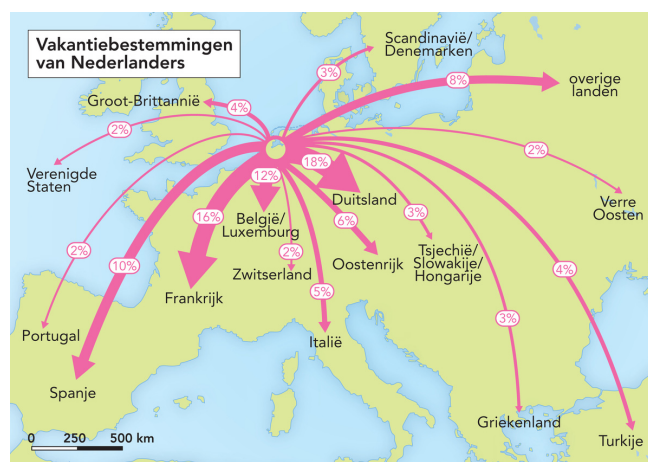 Vakantiebestemmingen
van Nederlanders
Scandinavië/
Denemarken
3%
8%
overige
landen
Groot-Brittannië
4%
2%
Verenigde
Staten
2%
Verre
Oosten
18%
12%
Duitsland
16%
België/
Luxemburg
6%
3%
2%
10%
2%
Zwitserland
Oostenrijk
Tsjechië/
Slowakije/
Hongarije
4%
5%
Frankrijk
3%
Portugal
Italië
Spanje
Griekenland
Turkije
0 250 500 km